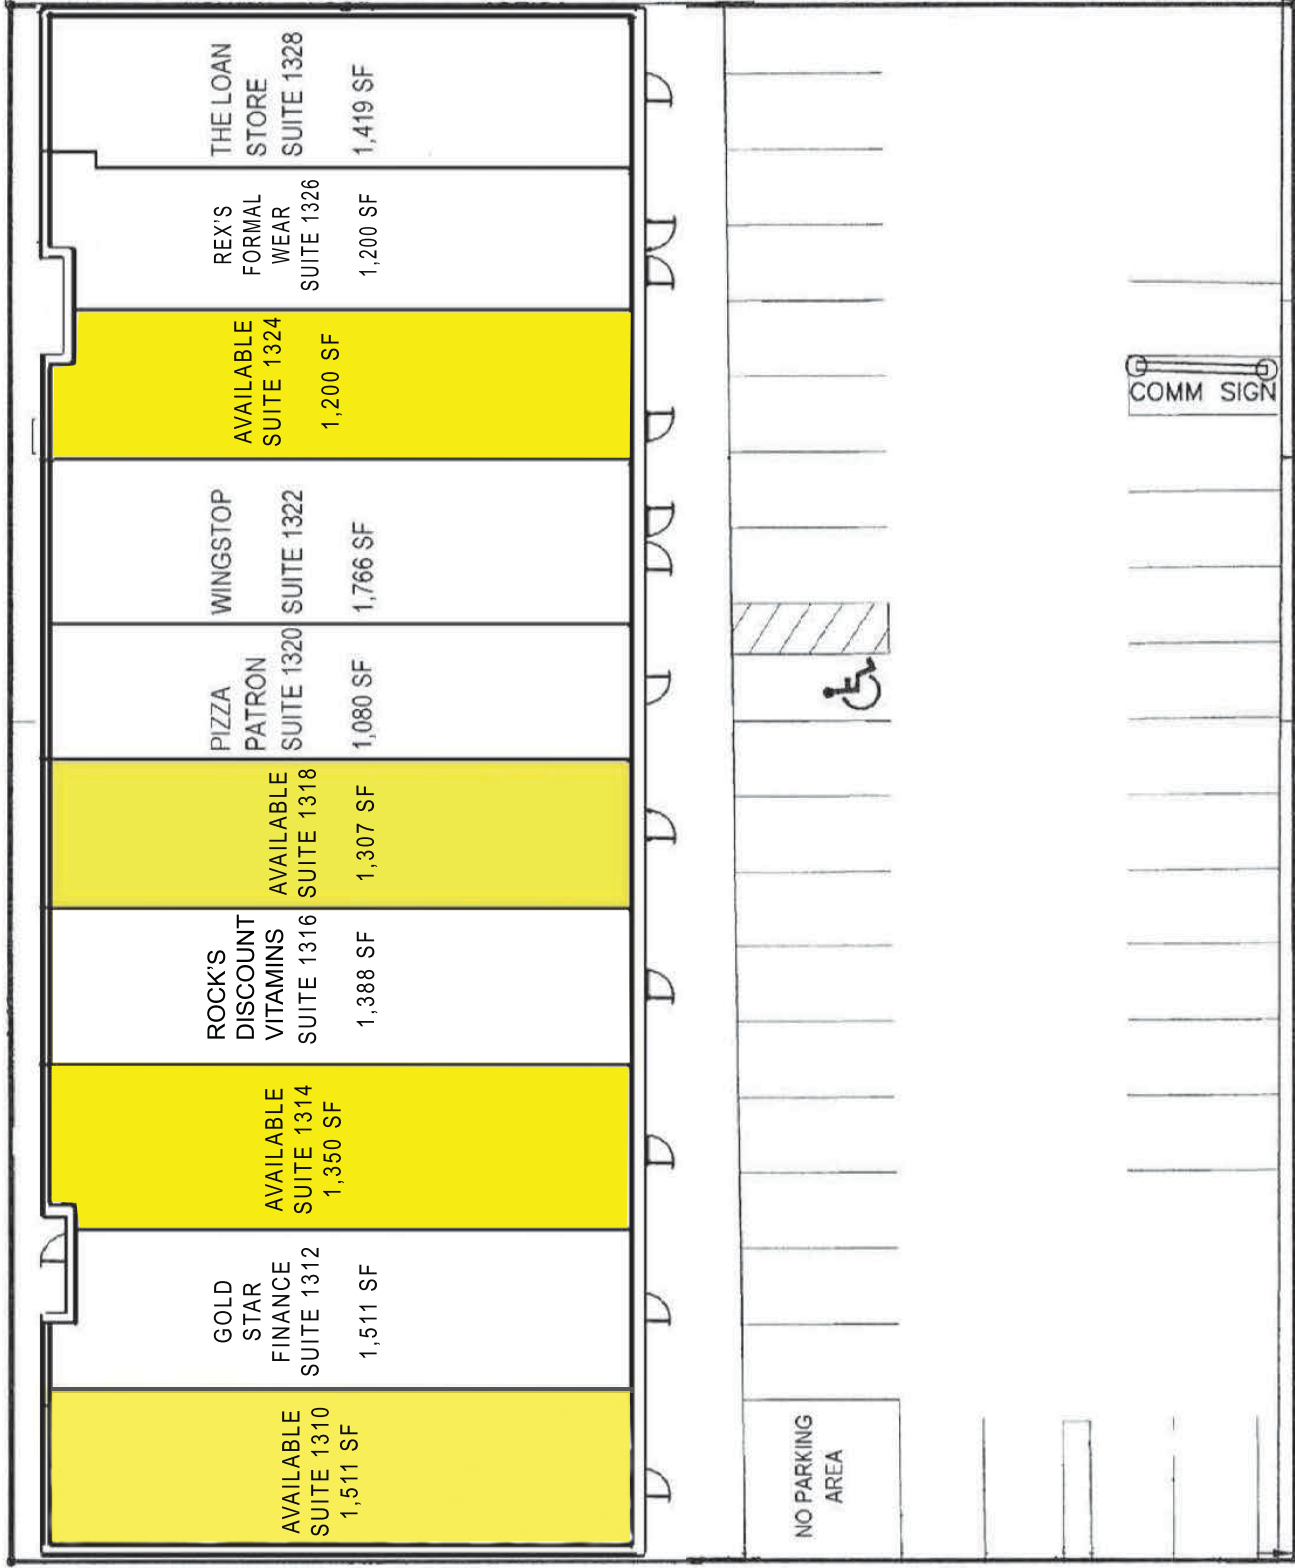 THE LOAN
STORE
SUITE 1328
1,419 SF
REX'S
FORMAL
WEAR
SUITE 1326
1,200 SF
AVAILABLE
SUITE 1324
1,200 SF
WINGSTOP
SUITE 1322
1,766 SF
PIZZA
PATRON
SUITE 1320
1,080 SF
AVAILABLE
SUITE 1318
1,307 SF
ROCK'S
DISCOUNT
VITAMINS
SUITE 1316
1,388 SF
AVAILABLE
SUITE 1314
1,350 SF
GOLD
STAR
FINANCE
SUITE 1312
1,511 SF
AVAILABLE
SUITE 1310
1,511 SF
COMM SIGN
NO PARKING
AREA